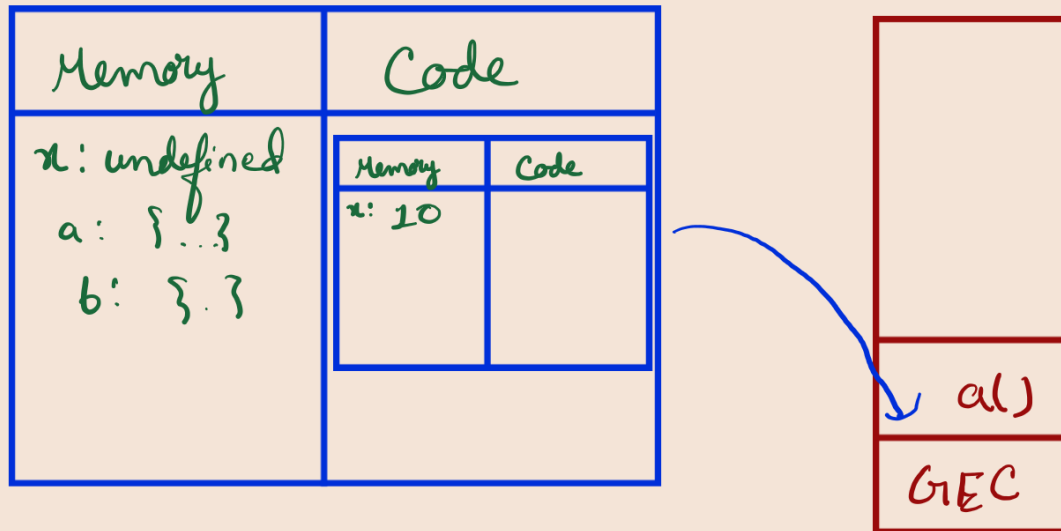 Memory
Code
x: undefined
a: {...}
b: {.}
Memory
Code
x: 10
a()
GEC